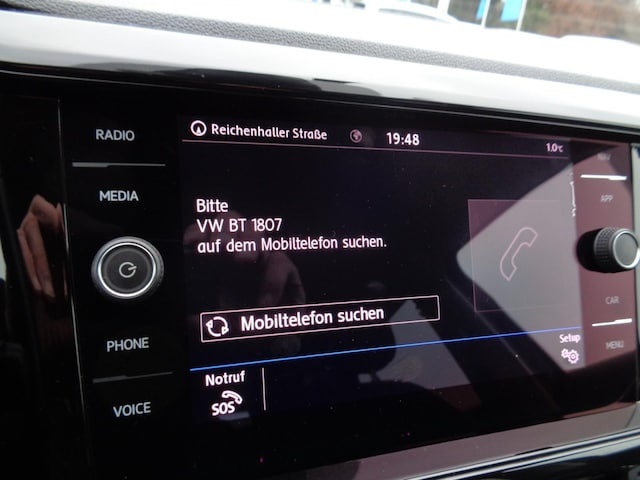 RADIO
MEDIA
PHONE
VOICE
Reichenhaller Straße
19:48
1.0°C
Bitte
VW BT 1807
auf dem Mobiltelefon suchen.
Mobiltelefon suchen
Setup
Notruf
SOS
NAV
APP
CAR
MENU